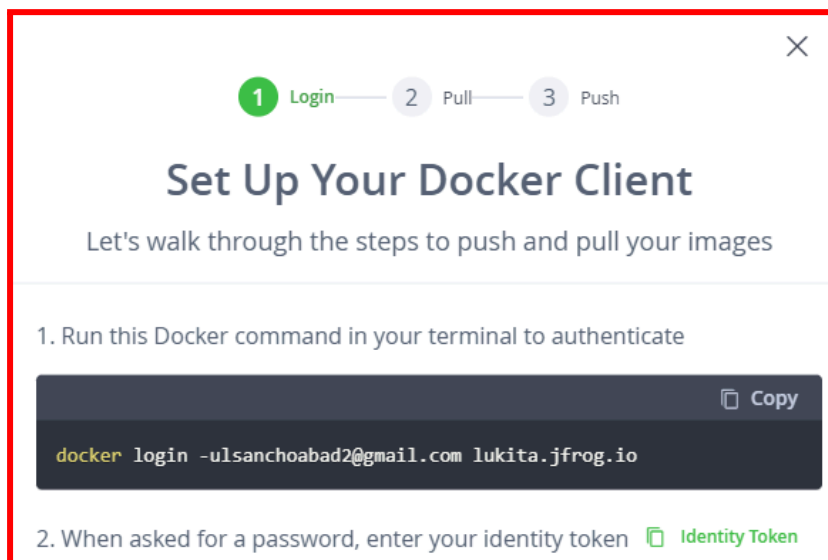 1 Login 2 Pull 3 Push
Set Up Your Docker Client
Let's walk through the steps to push and pull your images
1. Run this Docker command in your terminal to authenticate
Copy
docker login -ulsanchoabad2@gmail.com lukita.jfrog.io
2. When asked for a password, enter your identity token Identity Token